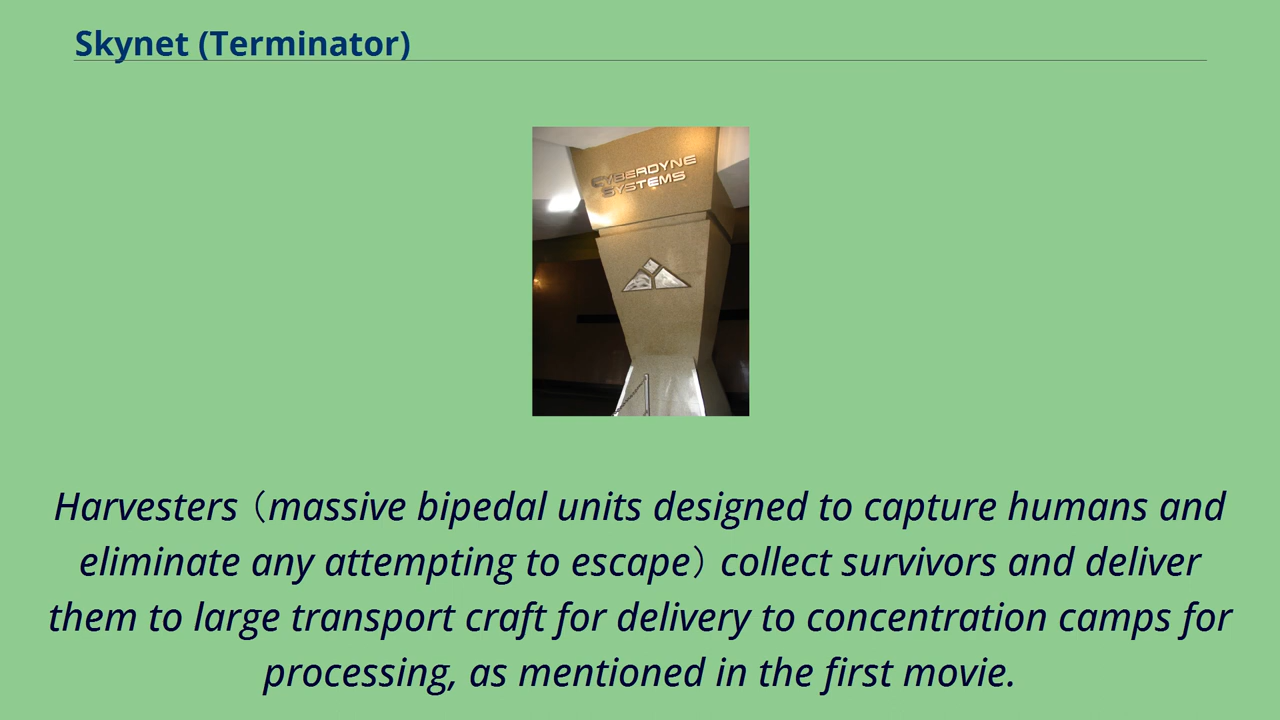 Skynet (Terminator)
CYBERDYNE
SYSTEMS
Harvesters（massive bipedal units designed to capture humans and
eliminate any attempting to escape）collect survivors and deliver
them to large transport craft for delivery to concentration camps for
processing, as mentioned in the first movie.